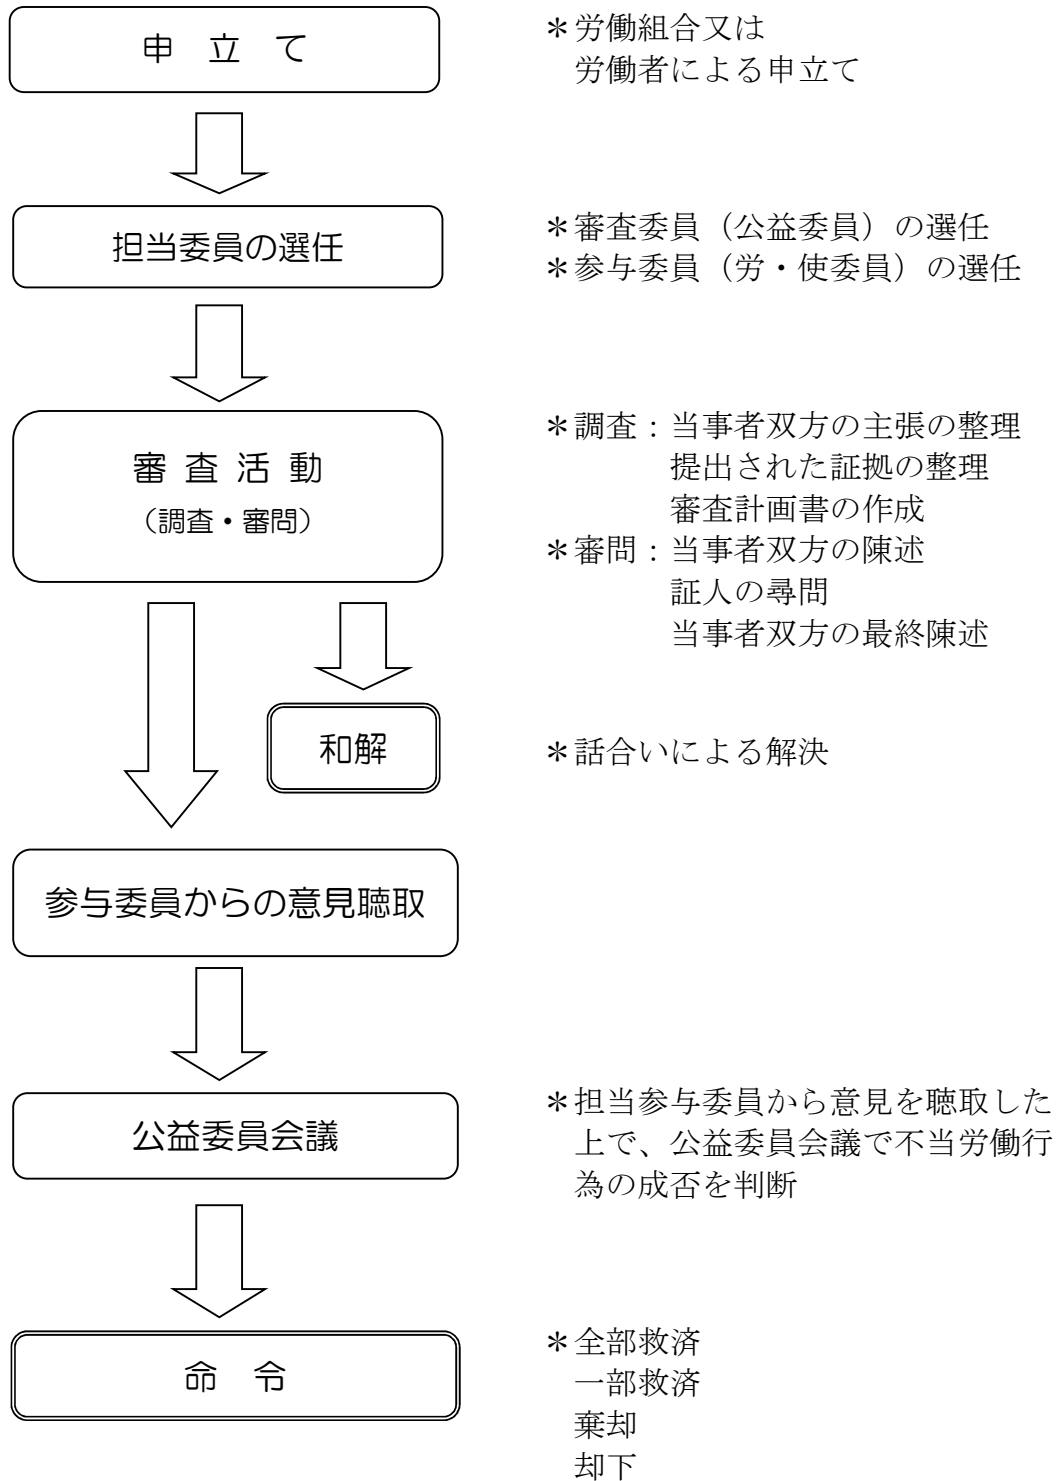 申 立 て
＊労働組合又は
労働者による申立て
担当委員の選任
＊審査委員（公益委員）の選任
＊参与委員（労・使委員）の選任
審 査 活 動
（調査・審問）
＊調査：当事者双方の主張の整理
提出された証拠の整理
審査計画書の作成
＊審問：当事者双方の陳述
証人の尋問
当事者双方の最終陳述
和解
＊話合いによる解決
参与委員からの意見聴取
公益委員会議
＊担当参与委員から意見を聴取した
上で、公益委員会議で不当労働行
為の成否を判断
命 令
＊全部救済
一部救済
棄却
却下